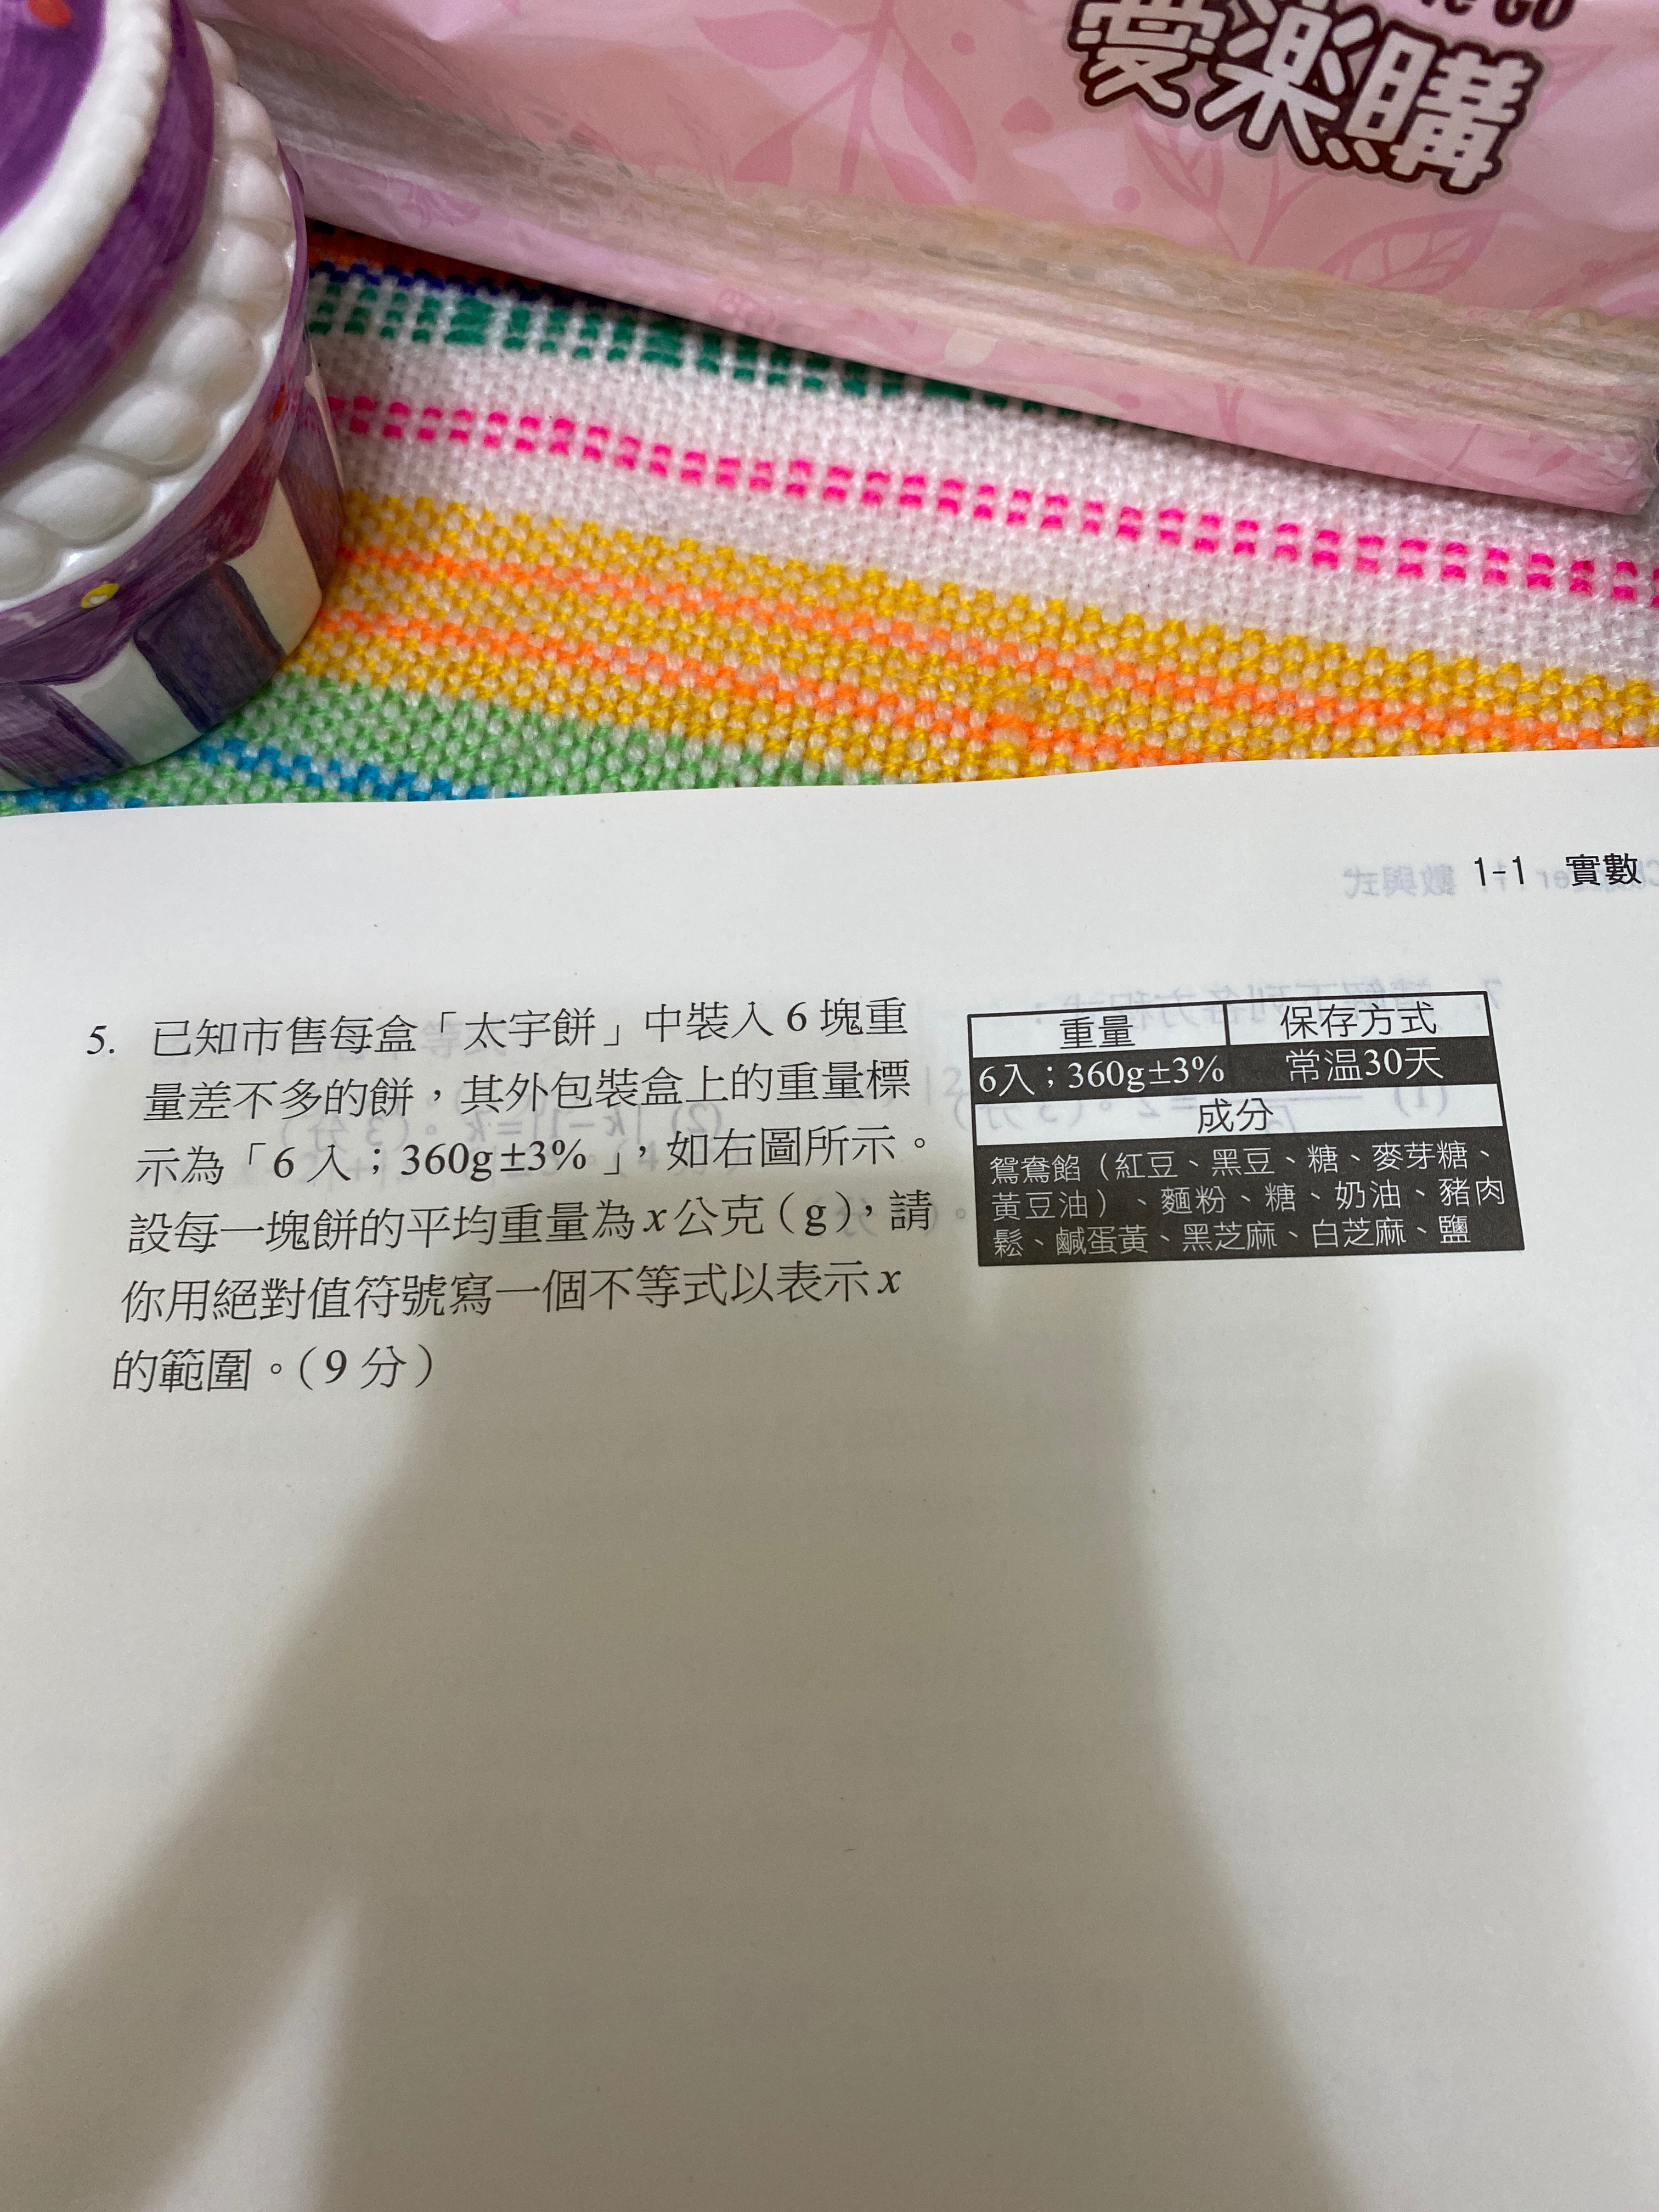 GO
愛樂購
1-1 實數
5. 已知市售每盒「太宇餅」中裝入 6 塊重
量差不多的餅，其外包裝盒上的重量標
示為「6 入；360g±3% 」，如右圖所示。
設每一塊餅的平均重量為 x 公克（g），請
你用絕對值符號寫一個不等式以表示 x
的範圍。（9 分）
重量 保存方式
6入；360g±3% 常温30天
成分
鴛鴦餡（紅豆、黑豆、糖、麥芽糖、
黃豆油）、麵粉、糖、奶油、豬肉
鬆、鹹蛋黃、黑芝麻、白芝麻、鹽